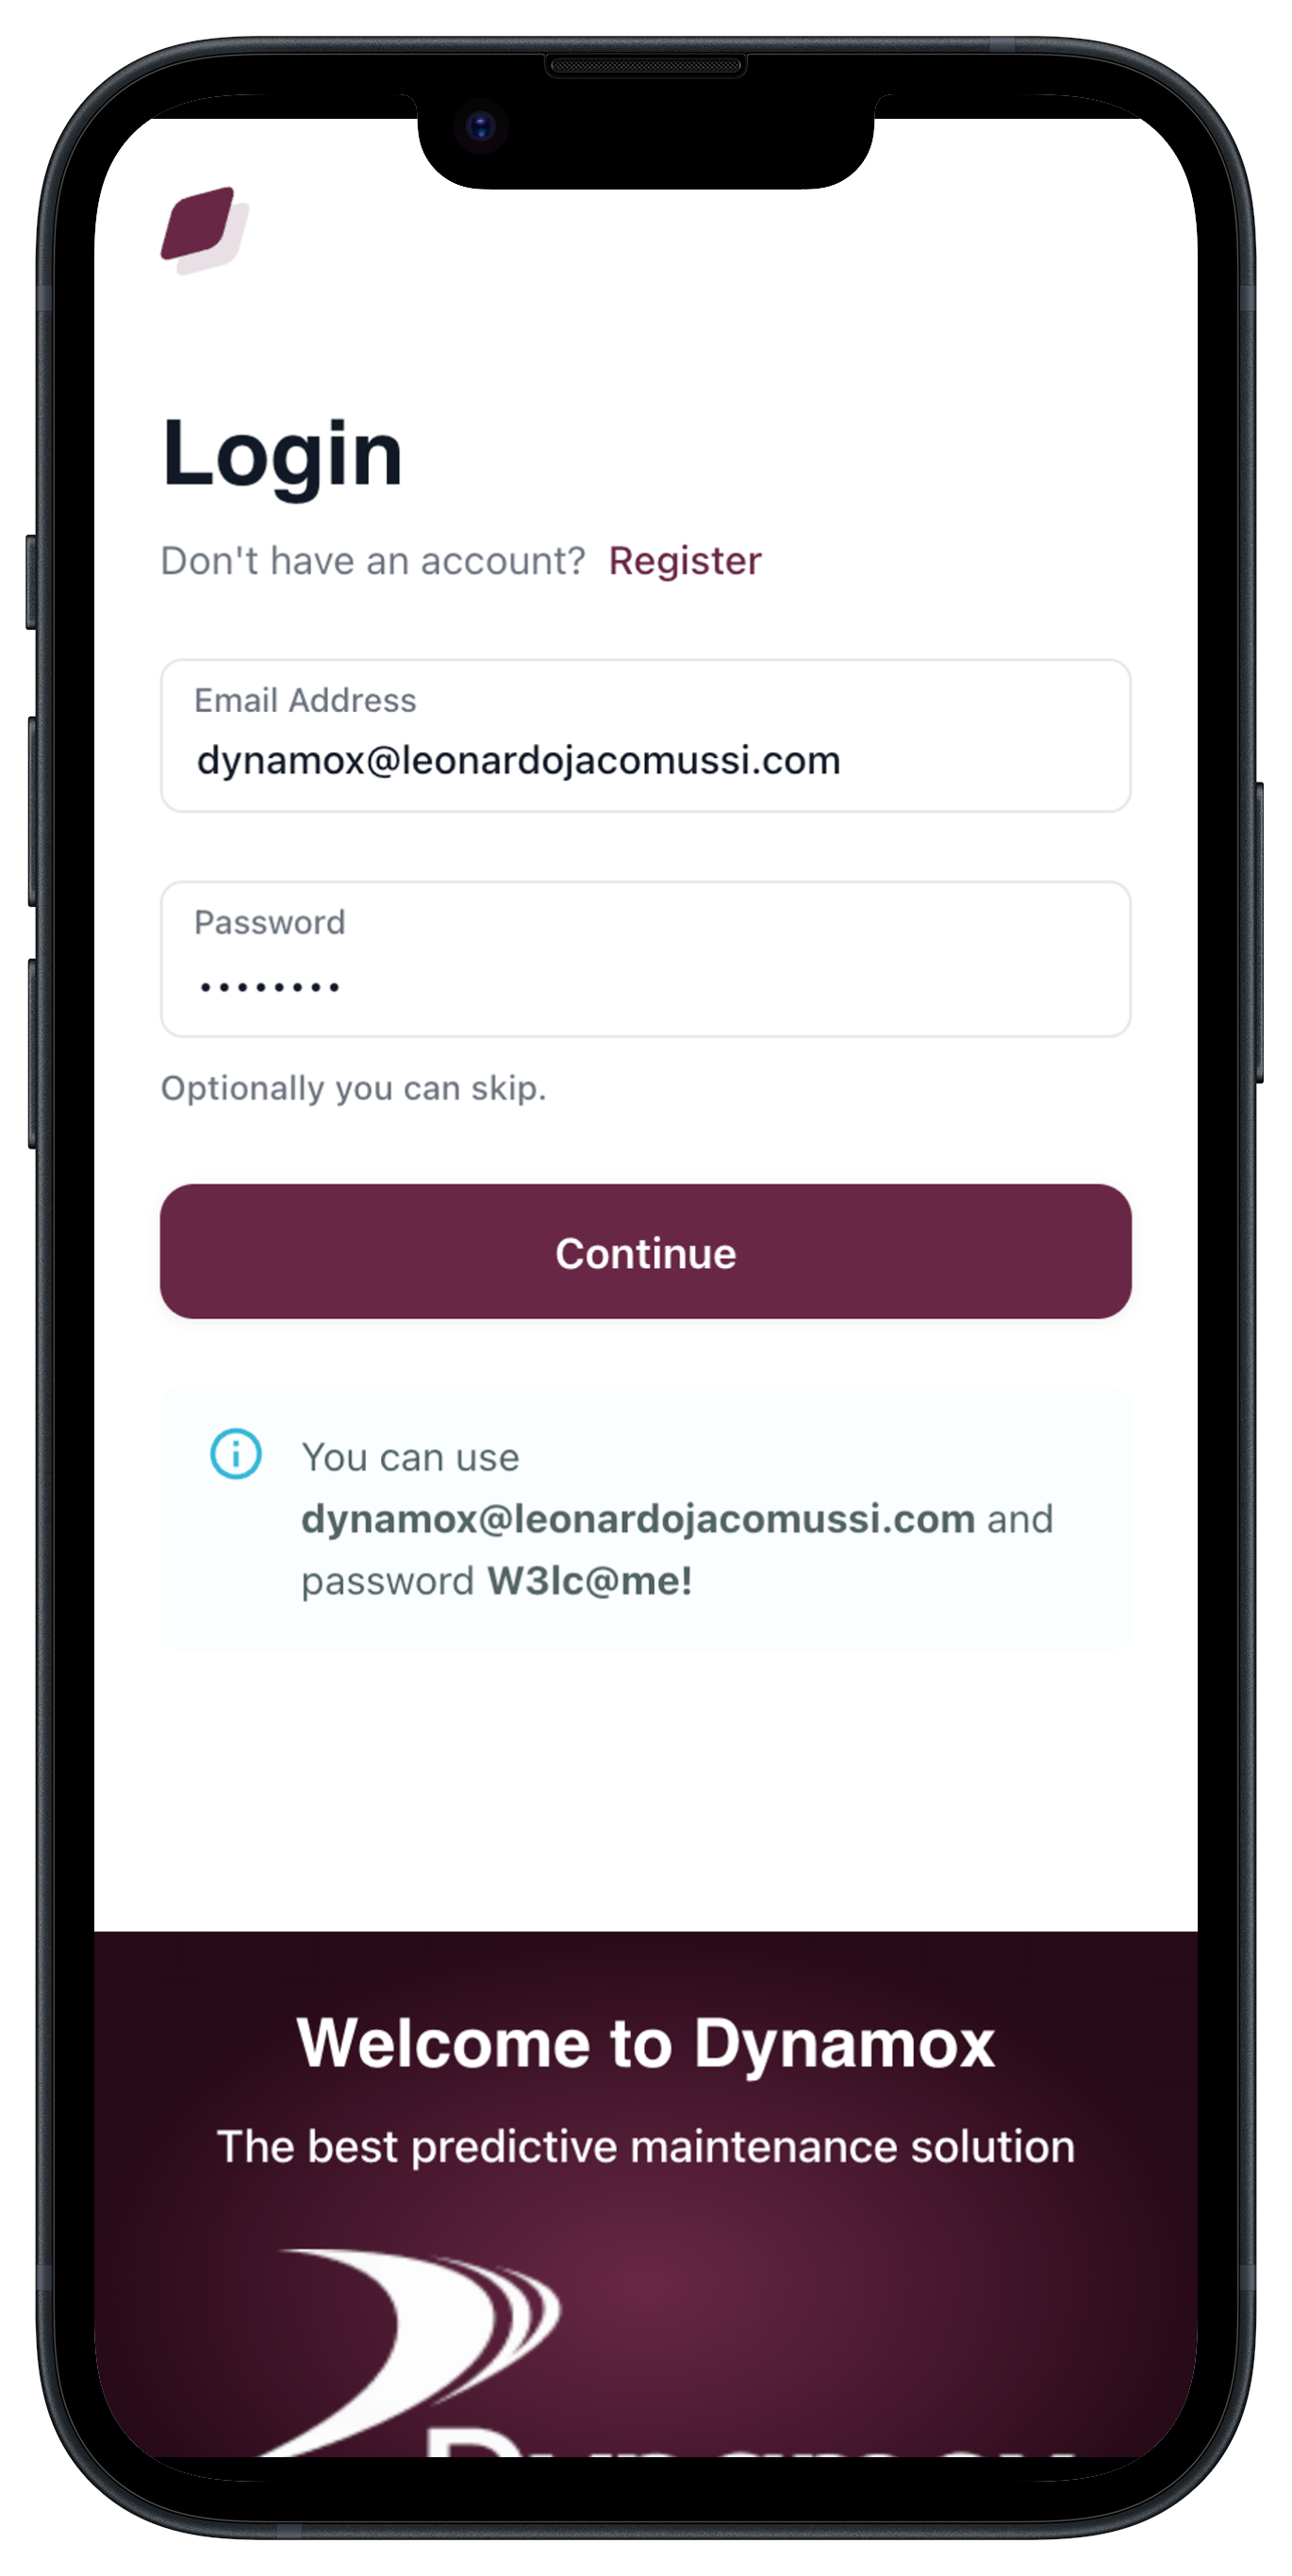 Login
Don't have an account? Register
Email Address
dynamox@leonardojacomussi.com
Password
••••••••
Optionally you can skip.
Continue
You can use
dynamox@leonardojacomussi.com and
password W3lc@me!
Welcome to Dynamox
The best predictive maintenance solution